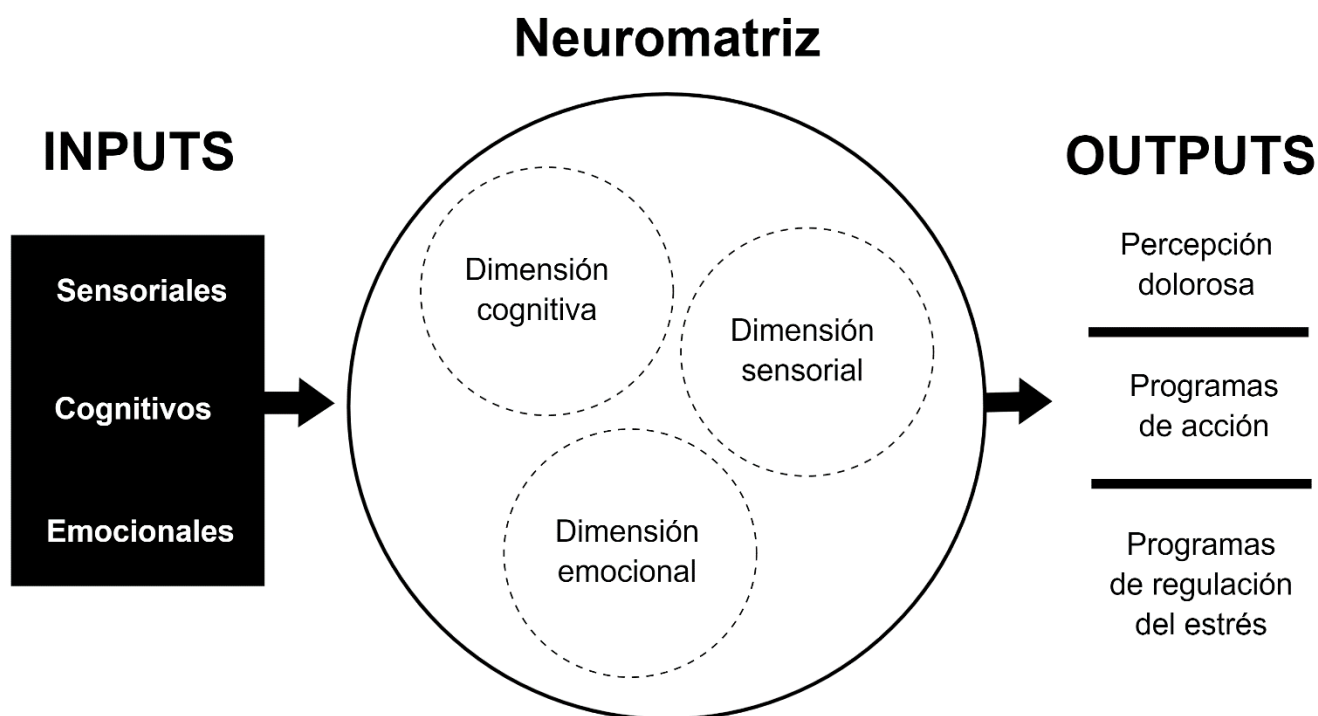 Neuromatriz
INPUTS
Sensoriales
Cognitivos
Emocionales
Dimensión
cognitiva
Dimensión
sensorial
Dimensión
emocional
OUTPUTS
Percepción
dolorosa
Programas
de acción
Programas
de regulación
del estrés